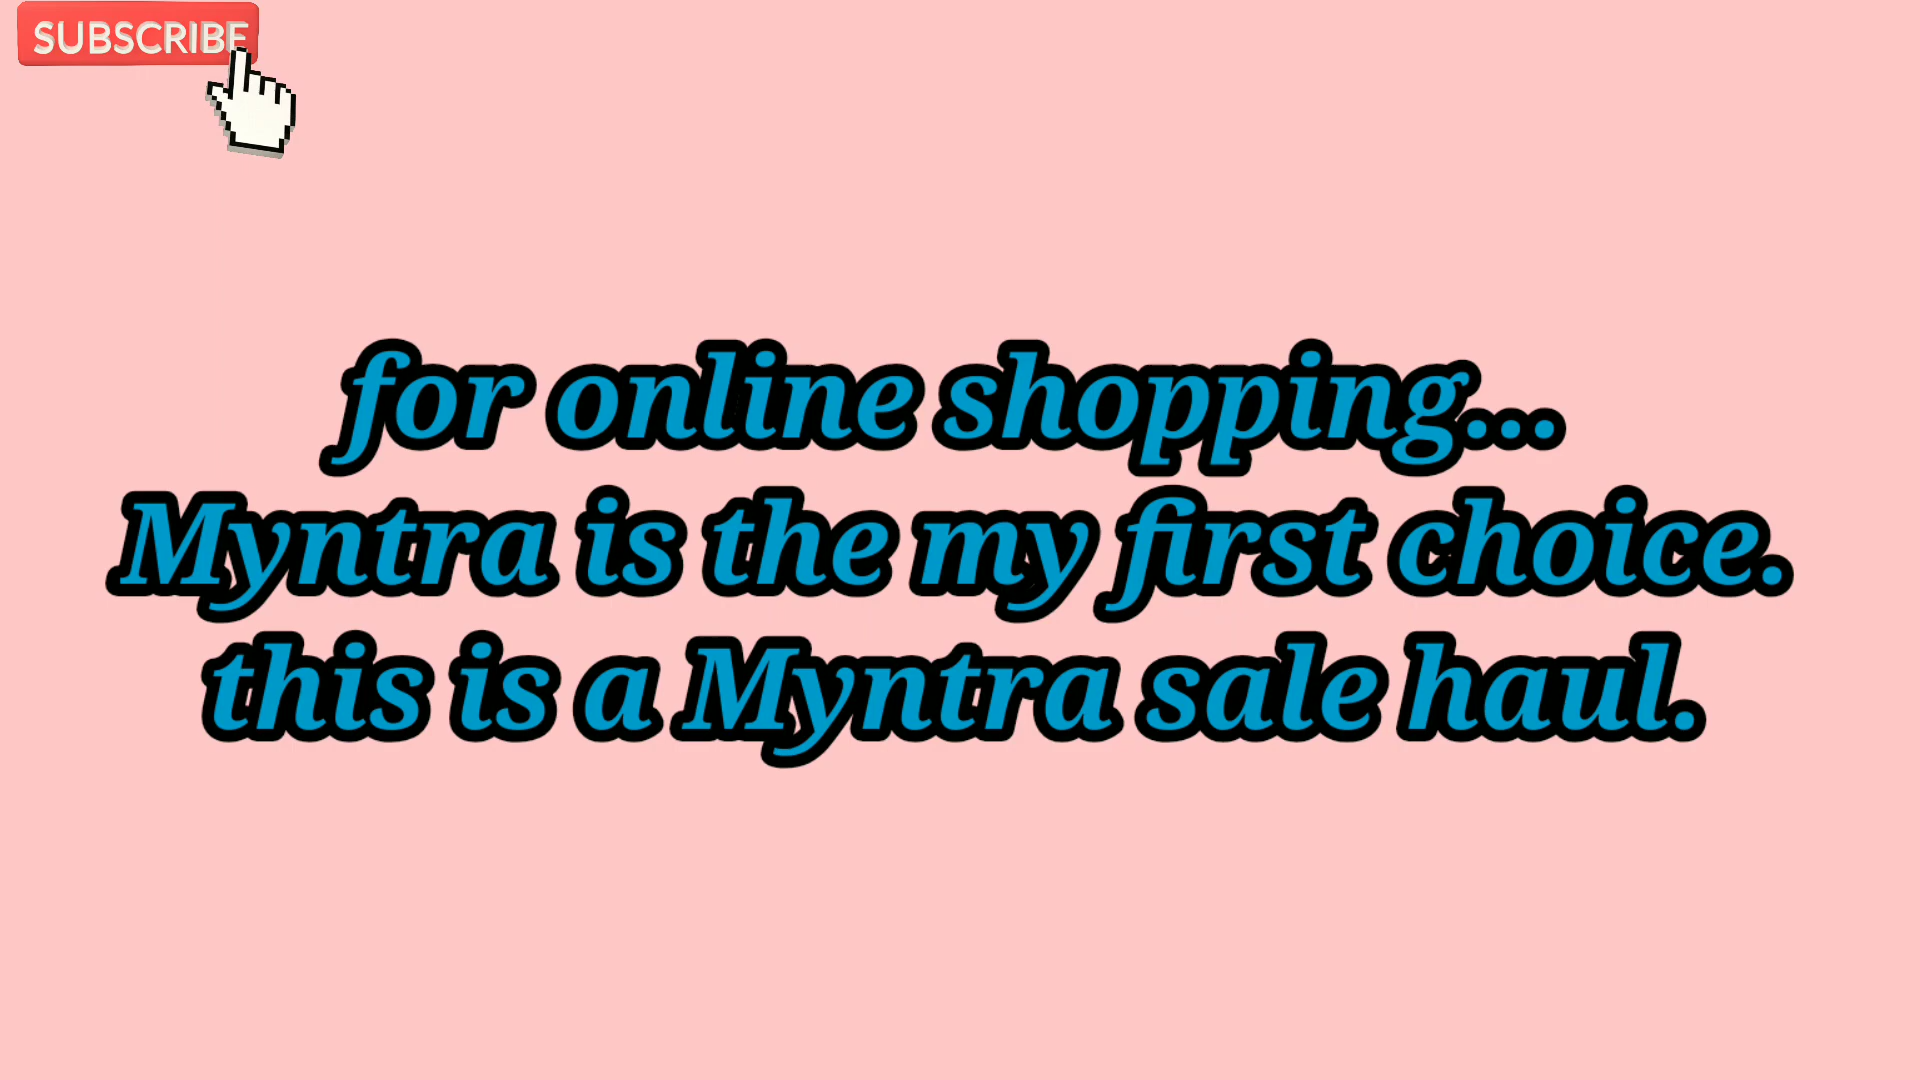 SUBSCRIBE
for online shopping...
Myntra is the my first choice.
this is a Myntra sale haul.